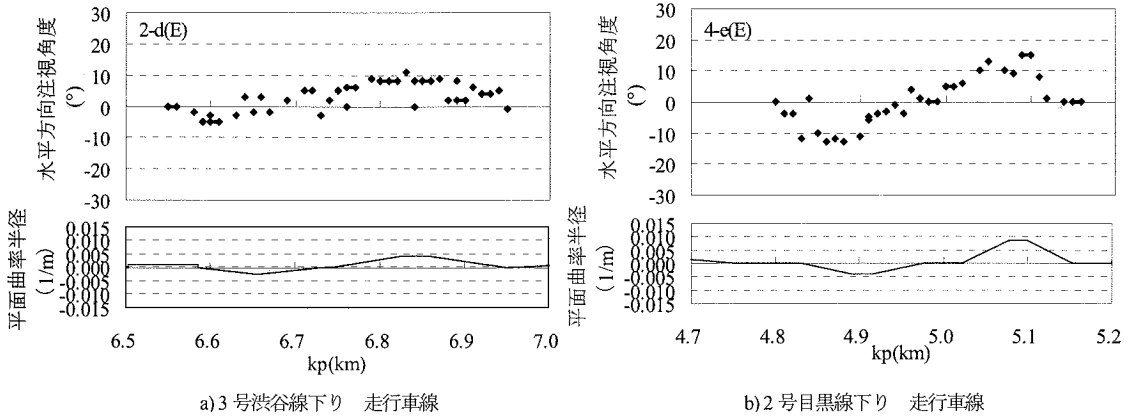 30
20
10
0
-10
-20
-30
水平方向注視角度
(°)
2-d(E)
0.015
0.010
0.005
0.000
-0.005
-0.010
-0.015
平面曲率半径
(1/m)
6.5 6.6 6.7 6.8 6.9 7.0
kp(km)
a) 3 号渋谷線下り 走行車線
30
20
10
0
-10
-20
-30
水平方向注視角度
(°)
4-e(E)
0.015
0.010
0.005
0.000
-0.005
-0.010
-0.015
平面曲率半径
(1/m)
4.7 4.8 4.9 5.0 5.1 5.2
kp(km)
b) 2 号目黒線下り 走行車線